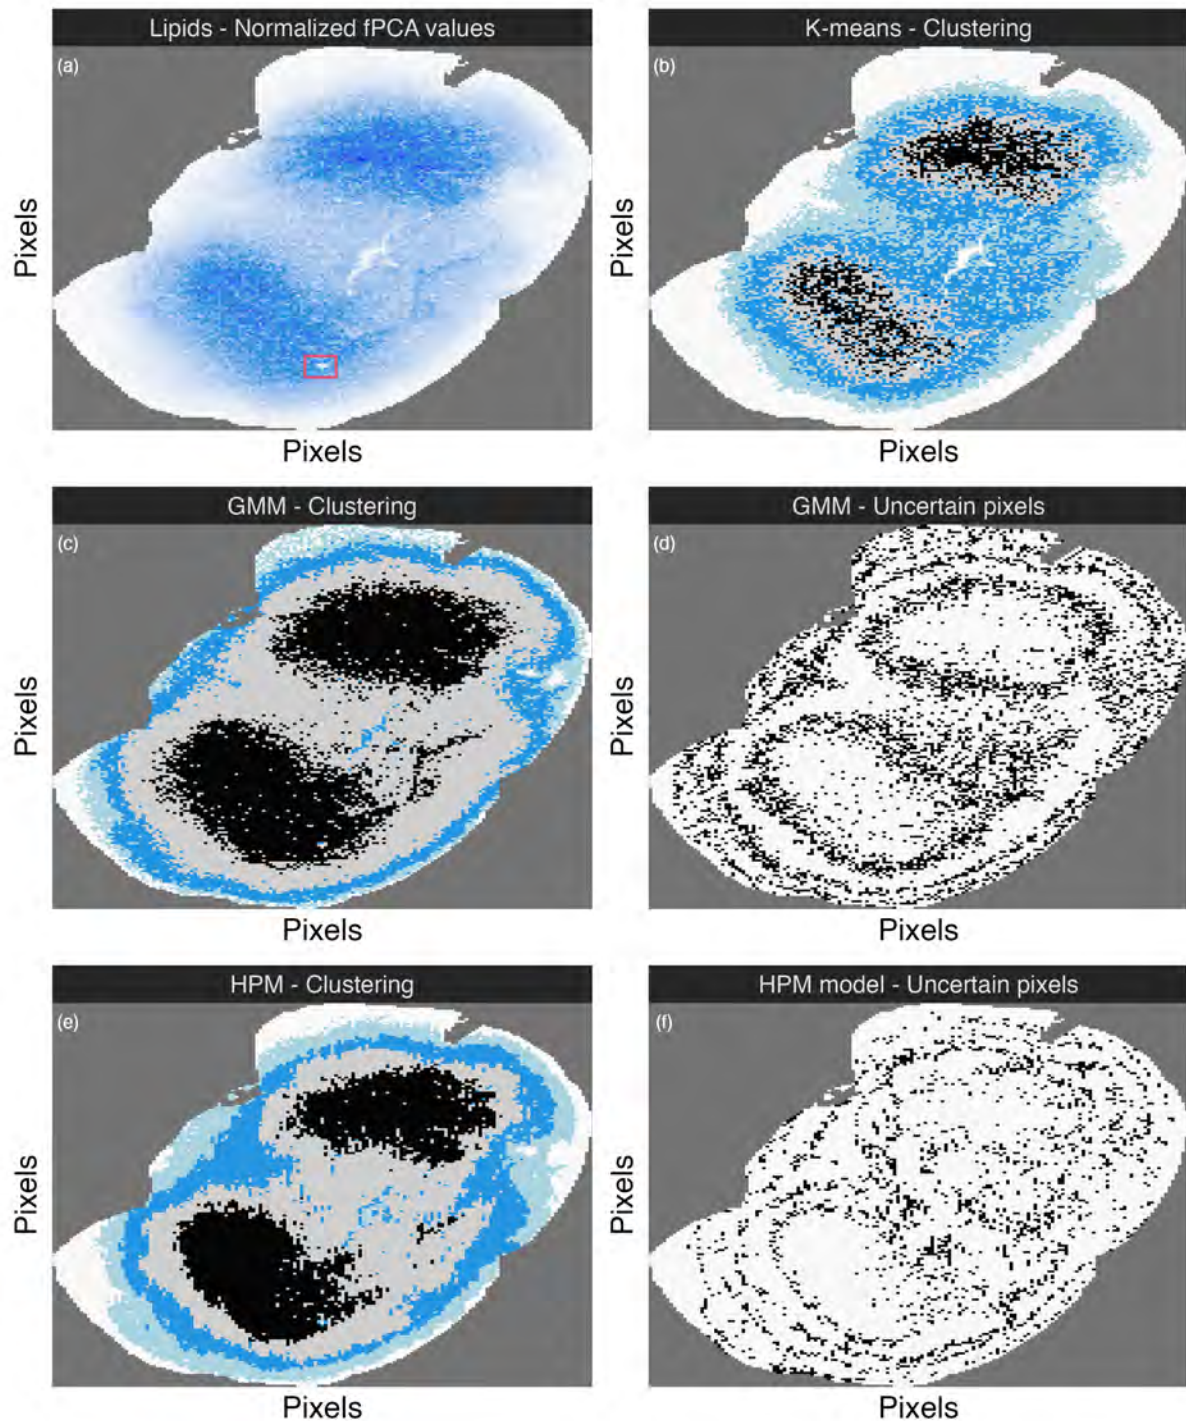 Lipids - Normalized fPCA values
K-means - Clustering
(a)
(b)
Pixels
Pixels
Pixels
Pixels
GMM - Clustering
GMM - Uncertain pixels
(c)
(d)
Pixels
Pixels
Pixels
Pixels
HPM - Clustering
HPM model - Uncertain pixels
(e)
(f)
Pixels
Pixels
Pixels
Pixels